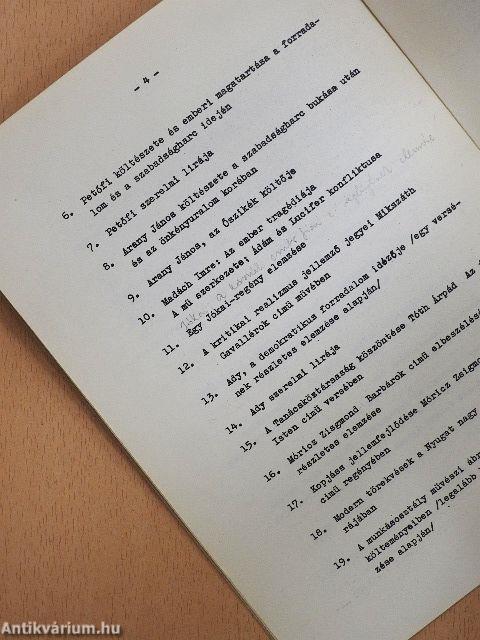 - 4 -
6. Petőfi költészete és emberi magatartása a forrada-
lom és a szabadságharc idején
7. Petőfi szerelmi lírája
8. Arany János költészete a szabadságharc bukása után
és az önkényuralom korában
9. Arany János, az Őszikék költője
10. Madách Imre: Az ember tragédiája
A mű szerkezete; Ádám és Lucifer konfliktusa
11. Egy Jókai-regény elemzése
12. A kritikai realizmus jellemző jegyei Mikszáth
Gavallérok című művében
13. Ady, a demokratikus forradalom idézője /egy versé-
nek részletes elemzése alapján/
14. Ady szerelmi lírája
15. A Tanácsköztársaság köszöntése Tóth Árpád Az
Isten című versében
16. Móricz Zsigmond Barbárok című elbeszélésé
részletes elemzése
17. Kopjáss jellemfejlődése Móricz Zsigm
című regényében
18. Modern törekvések a Nyugat nagy
rájában
19. A munkásosztály művészi ábr
költeményeiben /legalább
zése alapján/
Antikvárium.hu